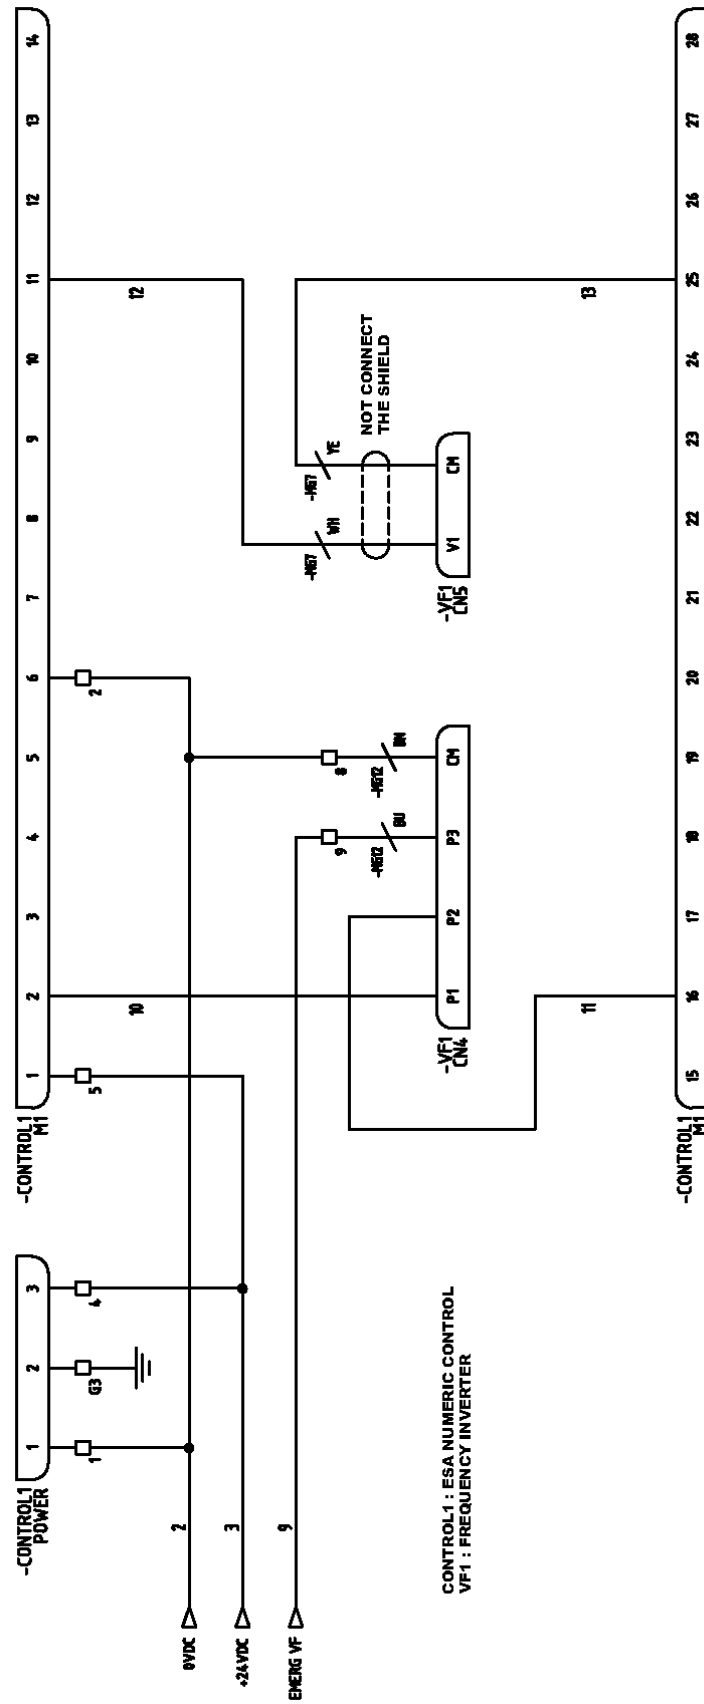 -CONTROL1
POWER
1
2
3
1
G3
4
-CONTROL1
M1
1
2
3
4
5
6
7
8
9
10
11
12
13
14
5
2
10
12
0VDC
2
+24VDC
3
EMERG VF
9
9
8
-MG12
BU
-MG12
BN
-MG7
WH
-MG7
YE
NOT CONNECT
THE SHIELD
-VF1
CN4
P1
P2
P3
CM
-VF1
CN5
V1
CM
CONTROL1 : ESA NUMERIC CONTROL
VF1 : FREQUENCY INVERTER
11
13
-CONTROL1
M1
15
16
17
18
19
20
21
22
23
24
25
26
27
28